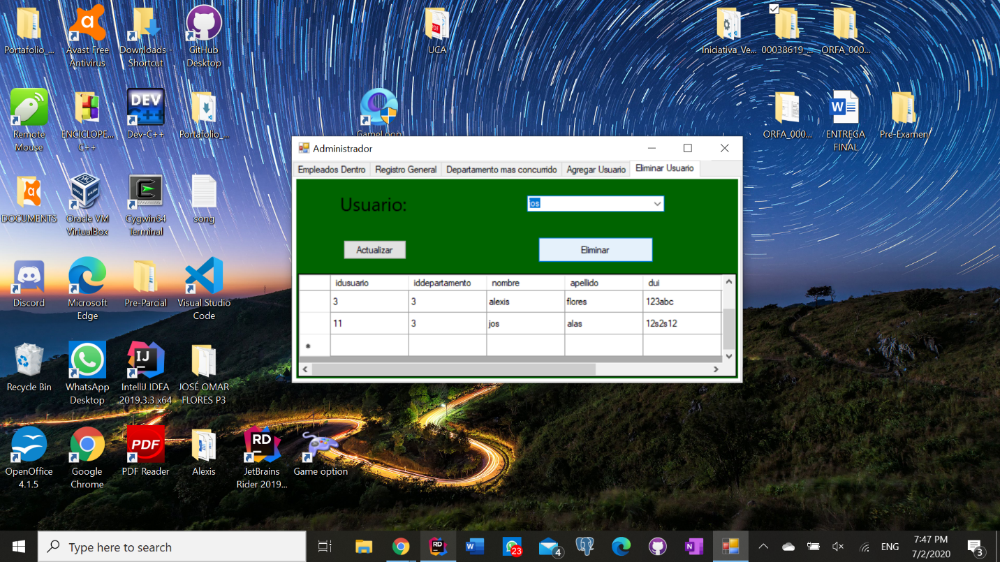 Portafolio_...
Avast Free
Antivirus
Downloads -
Shortcut
GitHub
Desktop
UCA
Iniciativa_Ve...
00038619_...
ORFA_000...
Remote
Mouse
ENCICLOPE...
C++
DEV
C++
Dev-C++
Portafolio_...
GameLoop
ORFA_000...
ENTREGA
FINAL
Pre-Examen
DOCUMENTS
Oracle VM
VirtualBox
Cygwin64
Terminal
song
Discord
Microsoft
Edge
Pre-Parcial
Visual Studio
Code
Recycle Bin
WhatsApp
Desktop
IntelliJ IDEA
2019.3.3 x64
JOSÉ OMAR
FLORES P3
OpenOffice
4.1.5
Google
Chrome
PDF
PDF Reader
Alexis
JetBrains
Rider 2019...
Game option
Administrador
Empleados Dentro Registro General Departamento mas concurrido Agregar Usuario Eliminar Usuario
Usuario: jos
Actualizar Eliminar
idusuario iddepartamento nombre apellido dui
3 3 alexis flores 123abc
11 3 jos alas 12s2s12
Type here to search
23
4
ENG
7:47 PM
7/2/2020
3